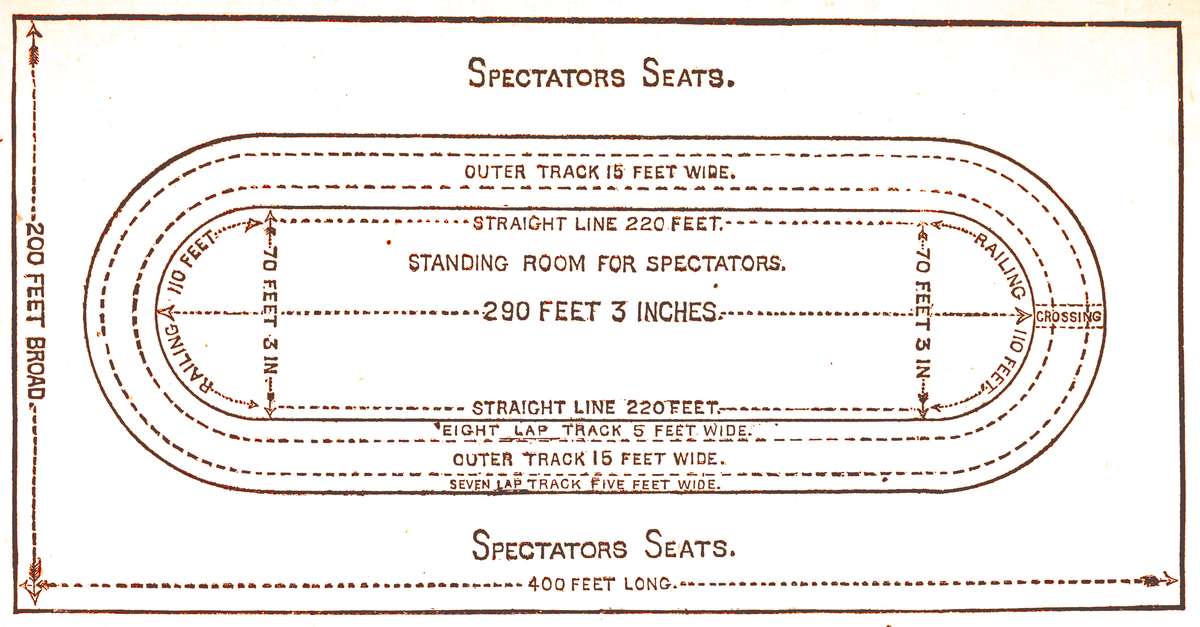 SPECTATORS SEATS.
OUTER TRACK 15 FEET WIDE.
STRAIGHT LINE 220 FEET.
STANDING ROOM FOR SPECTATORS.
290 FEET 3 INCHES.
200 FEET BROAD.
110 FEET
RAILING
70 FEET 3 IN
70 FEET 3 IN
RAILING
110 FEET
CROSSING
STRAIGHT LINE 220 FEET.
EIGHT LAP TRACK 5 FEET WIDE.
OUTER TRACK 15 FEET WIDE.
SEVEN LAP TRACK FIVE FEET WIDE.
SPECTATORS SEATS.
400 FEET LONG.